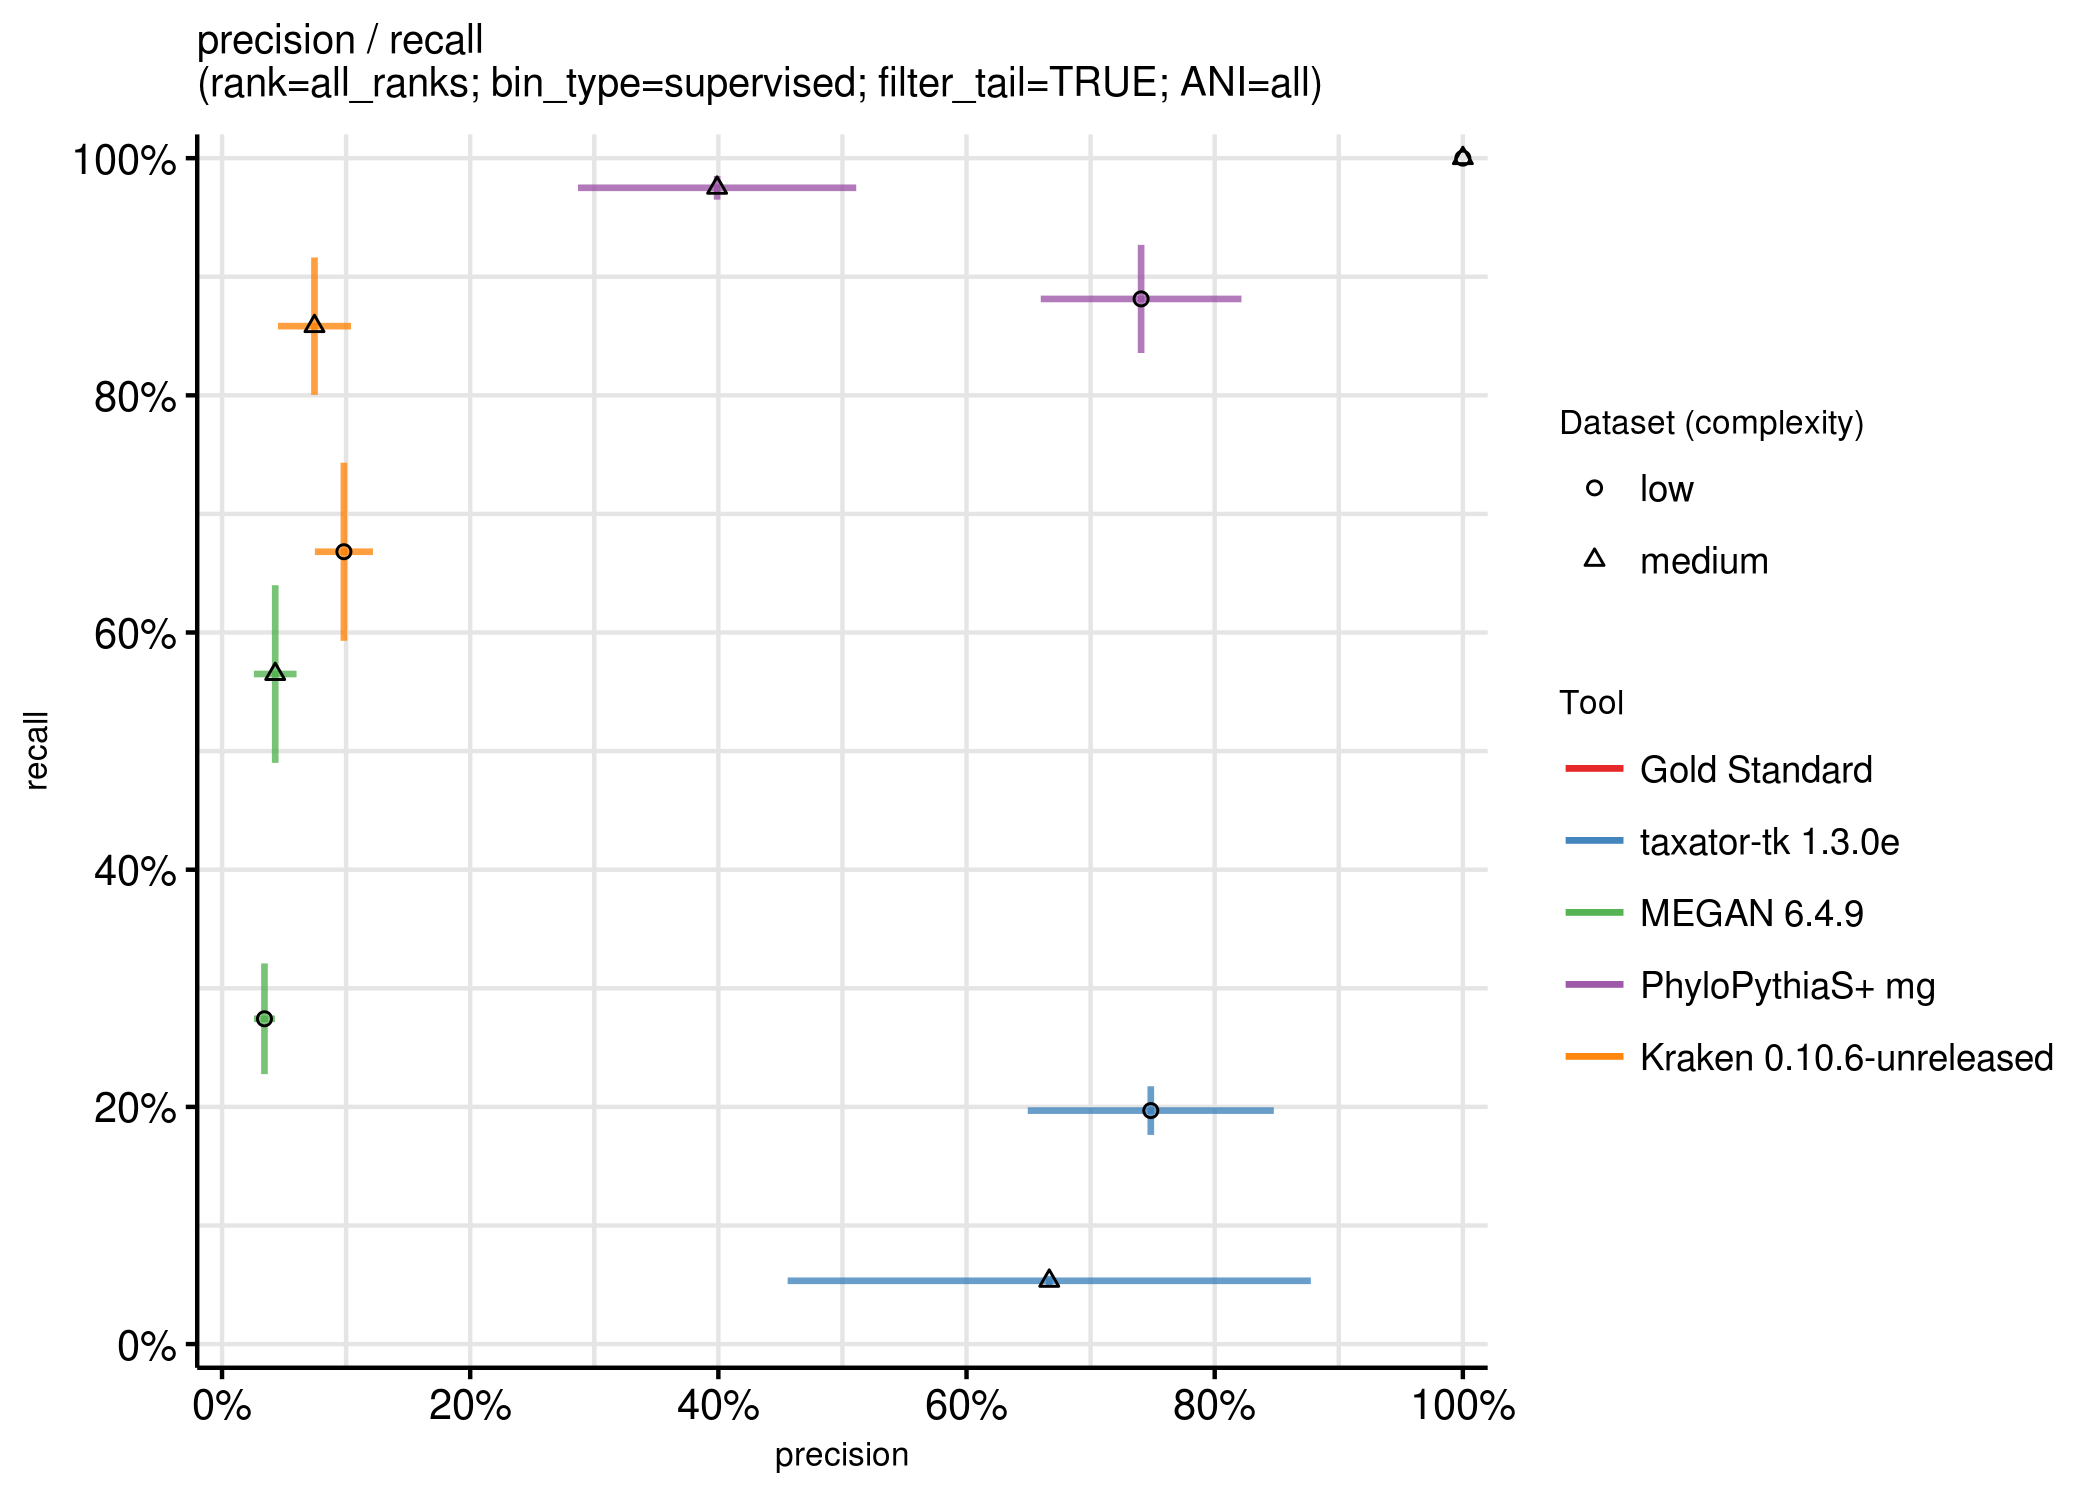 precision / recall
(rank=all_ranks; bin_type=supervised; filter_tail=TRUE; ANI=all)
100%
80%
60%
40%
20%
0%
recall
0% 20% 40% 60% 80% 100%
precision
Dataset (complexity)
low
medium
Tool
Gold Standard
taxator-tk 1.3.0e
MEGAN 6.4.9
PhyloPythiaS+ mg
Kraken 0.10.6-unreleased